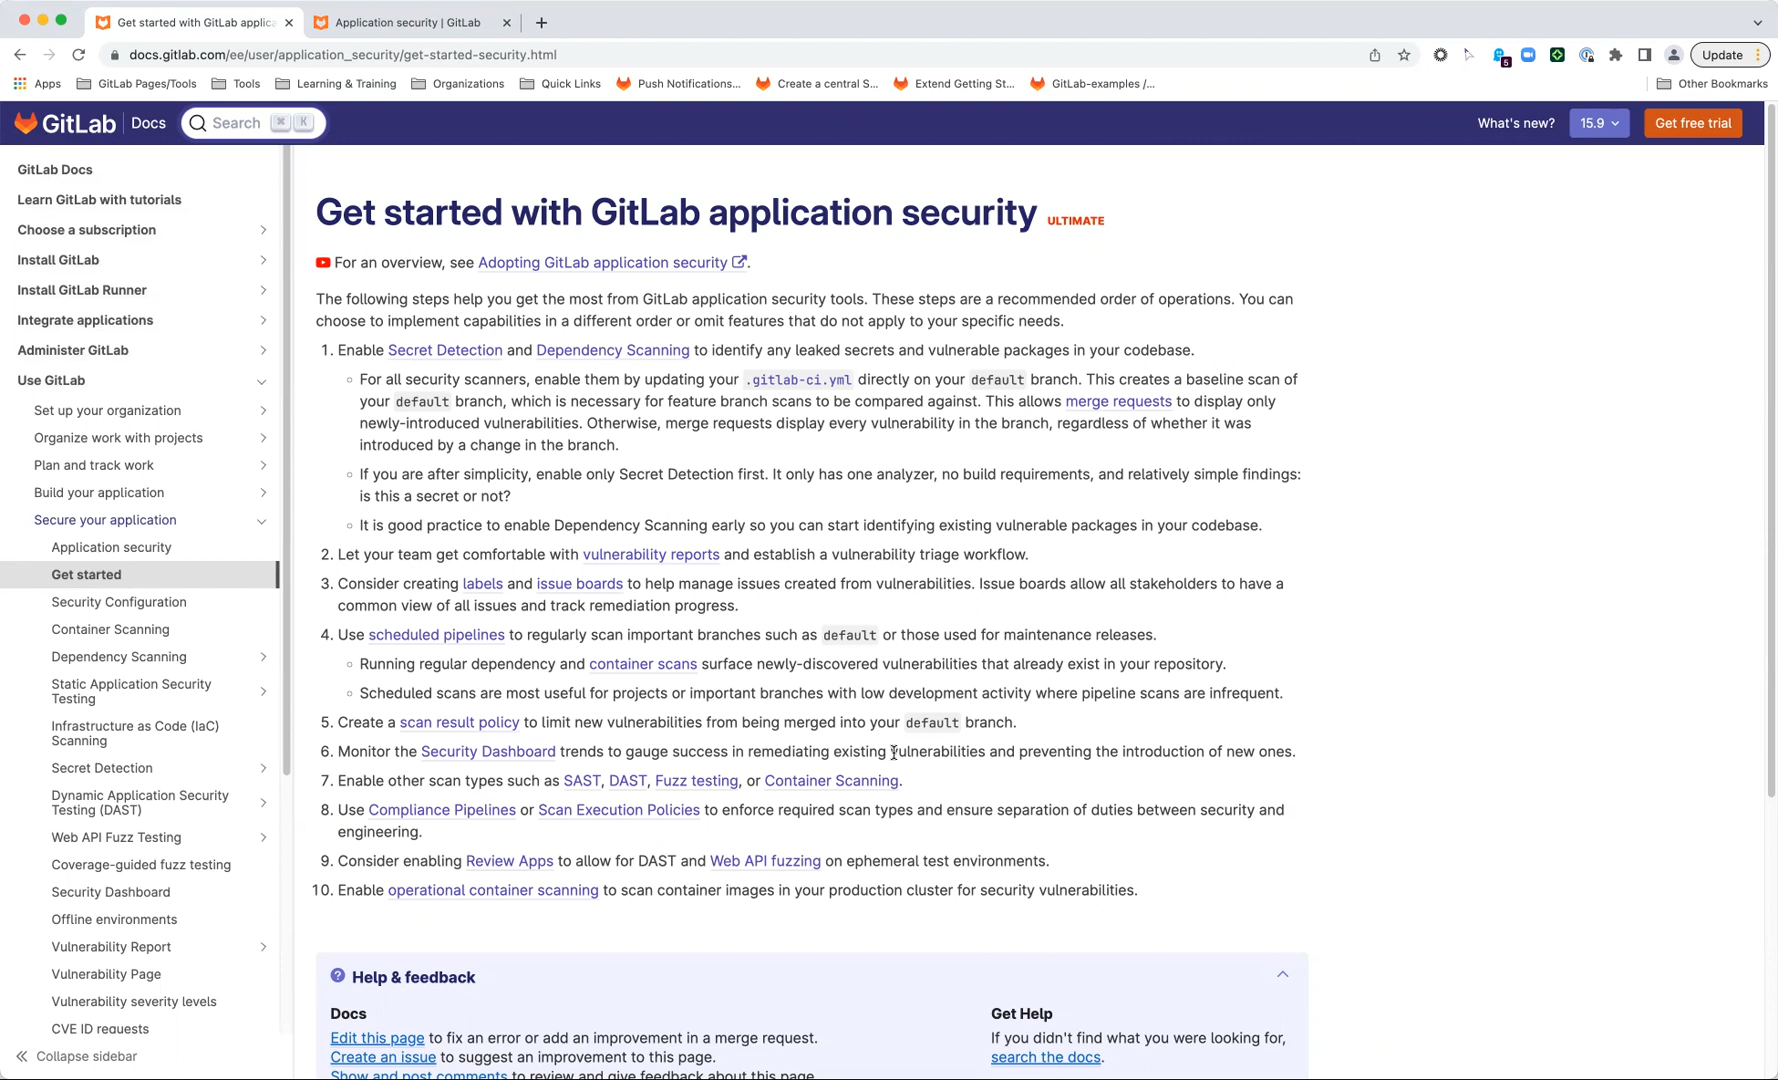 Get started with GitLab applica
Application security | GitLab
docs.gitlab.com/ee/user/application_security/get-started-security.html
5
Update
Apps
GitLab Pages/Tools
Tools
Learning & Training
Organizations
Quick Links
Push Notifications...
Create a central S...
Extend Getting St...
GitLab-examples /...
Other Bookmarks
GitLab Docs
Search ⌘ K
What's new?
15.9
Get free trial
GitLab Docs
Learn GitLab with tutorials
Choose a subscription
Install GitLab
Install GitLab Runner
Integrate applications
Administer GitLab
Use GitLab
Set up your organization
Organize work with projects
Plan and track work
Build your application
Secure your application
Application security
Get started
Security Configuration
Container Scanning
Dependency Scanning
Static Application Security
Testing
Infrastructure as Code (IaC)
Scanning
Secret Detection
Dynamic Application Security
Testing (DAST)
Web API Fuzz Testing
Coverage-guided fuzz testing
Security Dashboard
Offline environments
Vulnerability Report
Vulnerability Page
Vulnerability severity levels
CVE ID requests
Collapse sidebar
Get started with GitLab application security ULTIMATE
For an overview, see Adopting GitLab application security.
The following steps help you get the most from GitLab application security tools. These steps are a recommended order of operations. You can
choose to implement capabilities in a different order or omit features that do not apply to your specific needs.
1. Enable Secret Detection and Dependency Scanning to identify any leaked secrets and vulnerable packages in your codebase.
◦ For all security scanners, enable them by updating your .gitlab-ci.yml directly on your default branch. This creates a baseline scan of
your default branch, which is necessary for feature branch scans to be compared against. This allows merge requests to display only
newly-introduced vulnerabilities. Otherwise, merge requests display every vulnerability in the branch, regardless of whether it was
introduced by a change in the branch.
◦ If you are after simplicity, enable only Secret Detection first. It only has one analyzer, no build requirements, and relatively simple findings:
is this a secret or not?
◦ It is good practice to enable Dependency Scanning early so you can start identifying existing vulnerable packages in your codebase.
2. Let your team get comfortable with vulnerability reports and establish a vulnerability triage workflow.
3. Consider creating labels and issue boards to help manage issues created from vulnerabilities. Issue boards allow all stakeholders to have a
common view of all issues and track remediation progress.
4. Use scheduled pipelines to regularly scan important branches such as default or those used for maintenance releases.
◦ Running regular dependency and container scans surface newly-discovered vulnerabilities that already exist in your repository.
◦ Scheduled scans are most useful for projects or important branches with low development activity where pipeline scans are infrequent.
5. Create a scan result policy to limit new vulnerabilities from being merged into your default branch.
6. Monitor the Security Dashboard trends to gauge success in remediating existing vulnerabilities and preventing the introduction of new ones.
7. Enable other scan types such as SAST, DAST, Fuzz testing, or Container Scanning.
8. Use Compliance Pipelines or Scan Execution Policies to enforce required scan types and ensure separation of duties between security and
engineering.
9. Consider enabling Review Apps to allow for DAST and Web API fuzzing on ephemeral test environments.
10. Enable operational container scanning to scan container images in your production cluster for security vulnerabilities.
Help & feedback
Docs
Edit this page to fix an error or add an improvement in a merge request.
Create an issue to suggest an improvement to this page.
Show and post comments to review and give feedback about this page
Get Help
If you didn't find what you were looking for,
search the docs.